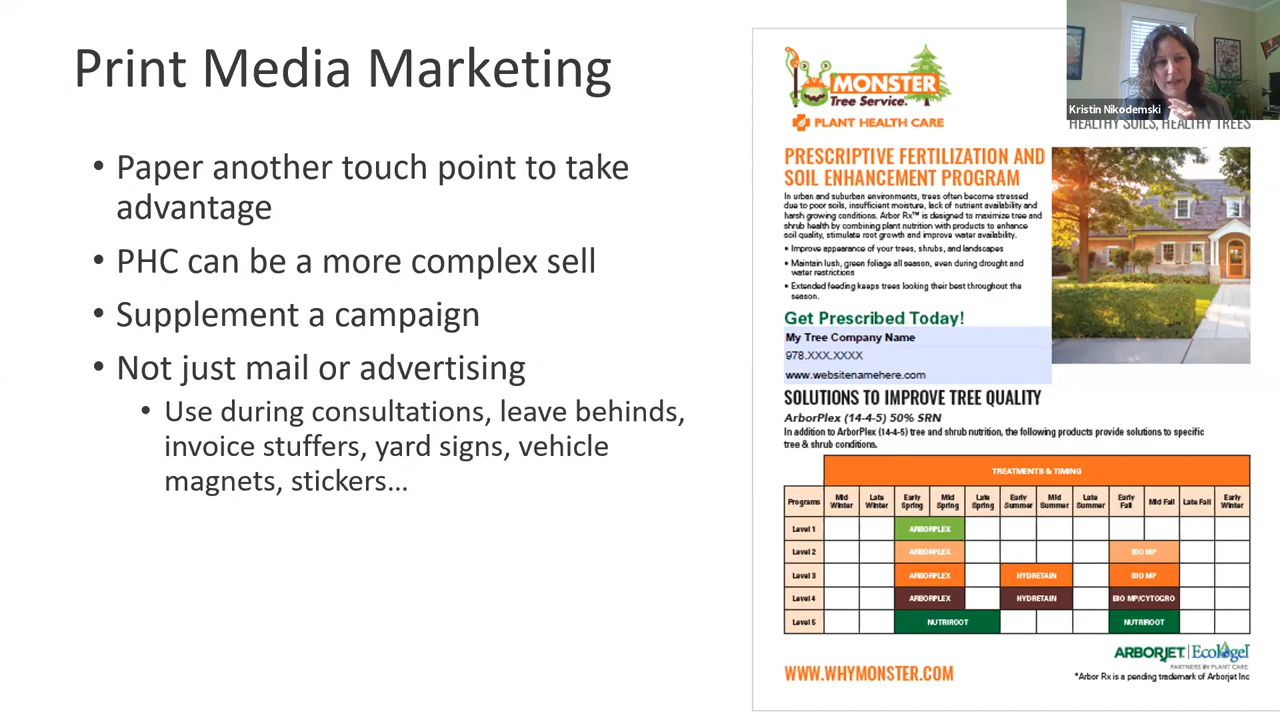 Print Media Marketing
• Paper another touch point to take
advantage
• PHC can be a more complex sell
• Supplement a campaign
• Not just mail or advertising
• Use during consultations, leave behinds,
invoice stuffers, yard signs, vehicle
magnets, stickers...
Kristin Nikodemski
MONSTER
Tree Service.
PLANT HEALTH CARE
HEALTHY SOILS, HEALTHY TREES
PRESCRIPTIVE FERTILIZATION AND
SOIL ENHANCEMENT PROGRAM
In urban and suburban environments, trees often become stressed
due to poor soils, insufficient moisture, lack of nutrient availability and
harsh growing conditions. Arbor Rx™ is designed to maximize tree and
shrub health by combining plant nutrition with products to enhance
soil quality, stimulate root growth and improve water availability.
• Improve appearance of your trees, shrubs, and landscapes
• Maintain lush, green foliage all season, even during drought and
water restrictions
• Extended feeding keeps trees looking their best throughout the
season.
Get Prescribed Today!
My Tree Company Name
978.XXX.XXXX
www.websitenamehere.com
SOLUTIONS TO IMPROVE TREE QUALITY
ArborPlex (14-4-5) 50% SRN
In addition to ArborPlex (14-4-5) tree and shrub nutrition, the following products provide solutions to specific
tree & shrub conditions.
TREATMENTS & TIMING
Programs Mid Winter Late Winter Early Spring Mid Spring Late Spring Early Summer Mid Summer Late Summer Early Fall Mid Fall Late Fall Early Winter
Level 1 ARBORPLEX
Level 2 ARBORPLEX BIO MP
Level 3 ARBORPLEX HYDRETAIN BIO MP
Level 4 ARBORPLEX HYDRETAIN BIO MP/CYTOGRO
Level 5 NUTRIROOT NUTRIROOT
ARBORJET | Ecologel
PARTNERS IN PLANT CARE
WWW.WHYMONSTER.COM
*Arbor Rx is a pending trademark of Arborjet Inc